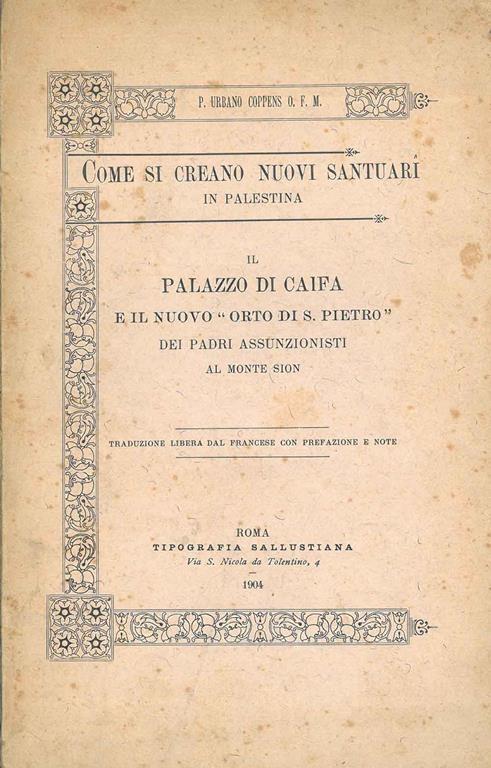 P. URBANO COPPENS O. F. M.
COME SI CREANO NUOVI SANTUARÎ
IN PALESTINA
IL
PALAZZO DI CAIFA
E IL NUOVO “ ORTO DI S. PIETRO ”
DEI PADRI ASSUNZIONISTI
AL MONTE SION
TRADUZIONE LIBERA DAL FRANCESE CON PREFAZIONE E NOTE
ROMA
TIPOGRAFIA SALLUSTIANA
Via S. Nicola da Tolentino, 4
1904